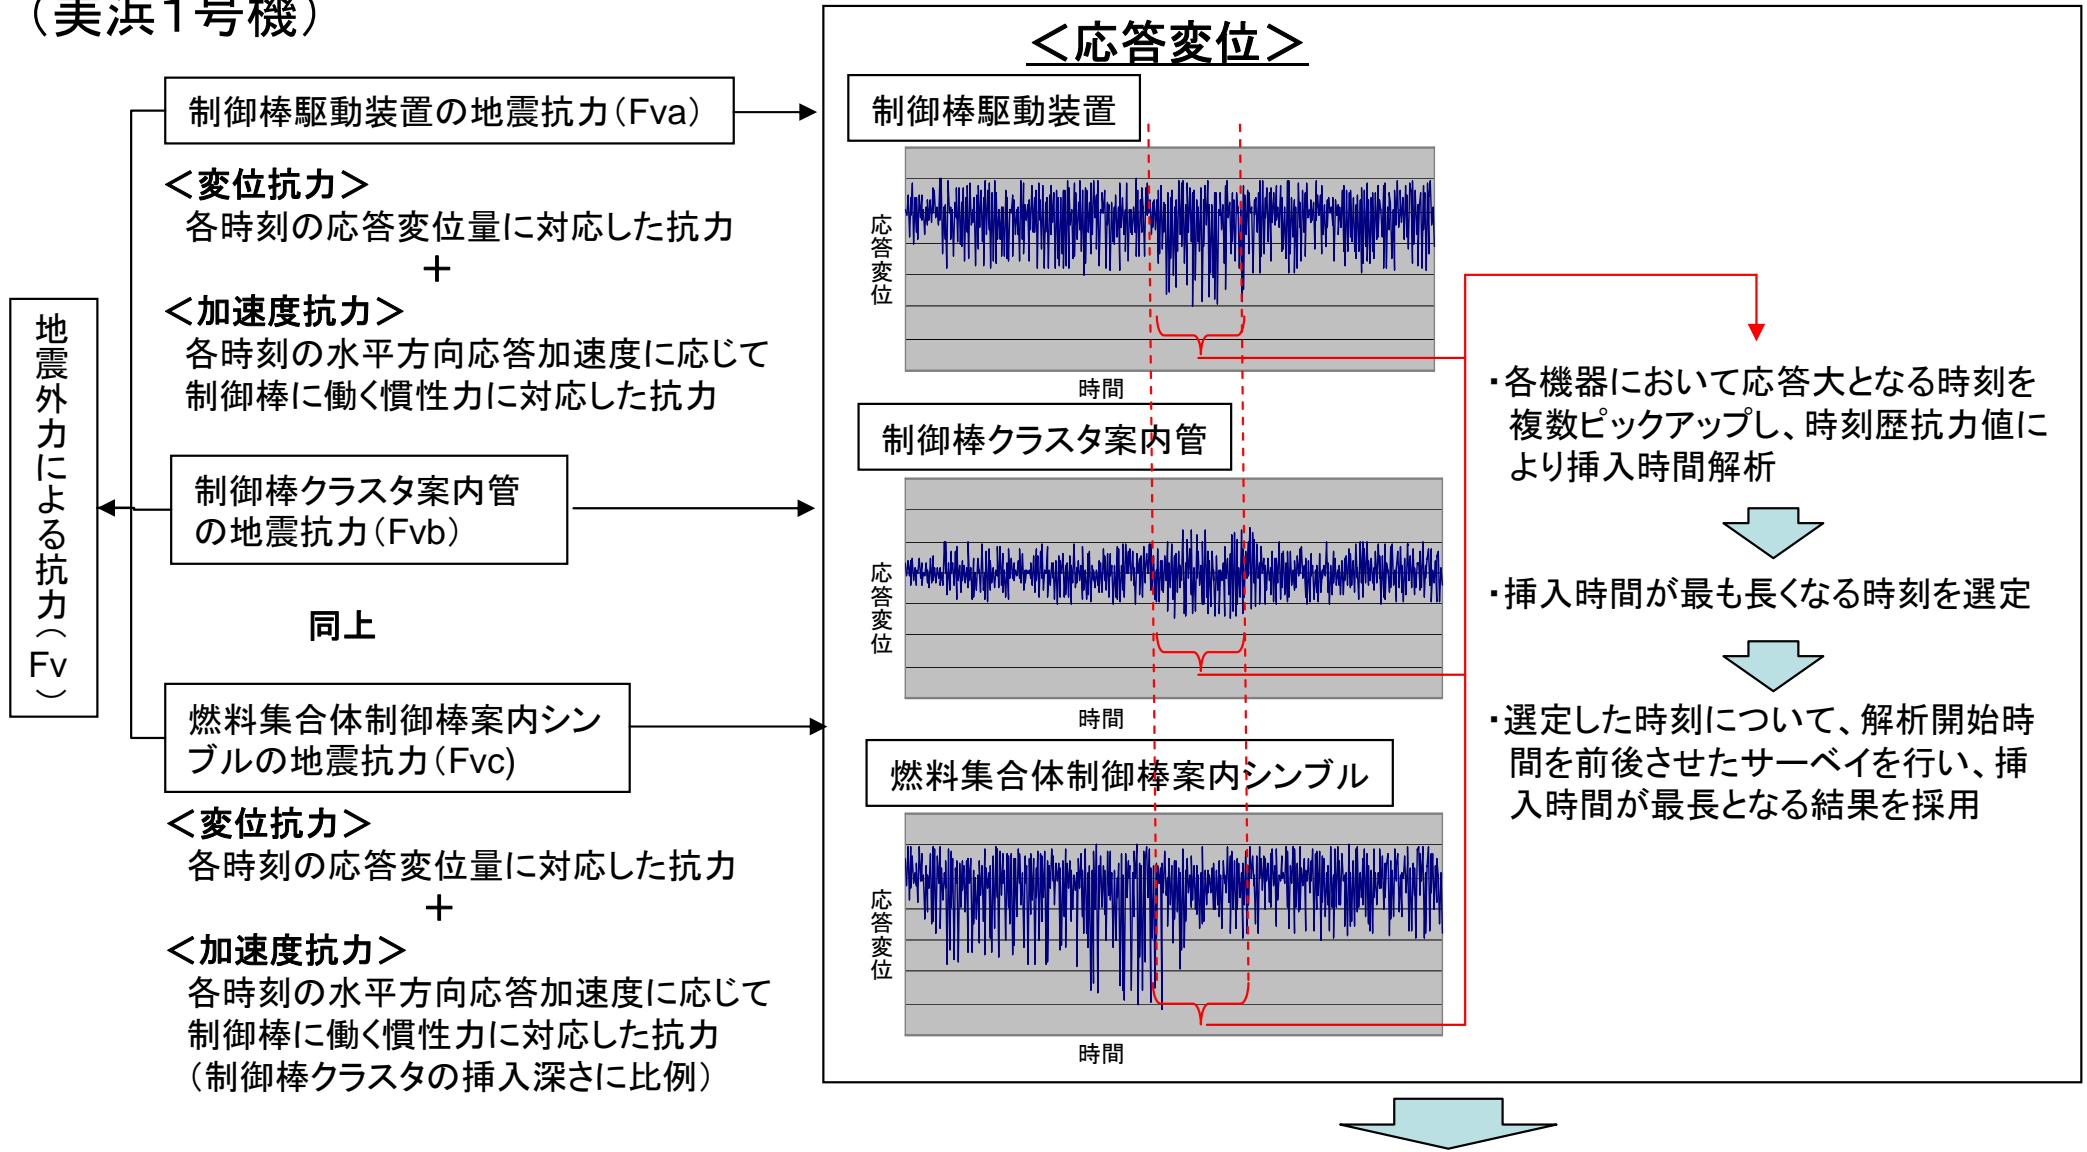 （美浜１号機）
地震外力による抗力（Fv）
制御棒駆動装置の地震抗力（Fva）
＜変位抗力＞
各時刻の応答変位量に対応した抗力
＋
＜加速度抗力＞
各時刻の水平方向応答加速度に応じて
制御棒に働く慣性力に対応した抗力
制御棒クラスタ案内管
の地震抗力（Fvb）
同上
燃料集合体制御棒案内シン
ブルの地震抗力（Fvc)
＜変位抗力＞
各時刻の応答変位量に対応した抗力
＋
＜加速度抗力＞
各時刻の水平方向応答加速度に応じて
制御棒に働く慣性力に対応した抗力
（制御棒クラスタの挿入深さに比例）
＜応答変位＞
制御棒駆動装置
応答変位
時間
制御棒クラスタ案内管
応答変位
時間
燃料集合体制御棒案内シンブル
応答変位
時間
・各機器において応答大となる時刻を
複数ピックアップし、時刻歴抗力値に
より挿入時間解析
・挿入時間が最も長くなる時刻を選定
・選定した時刻について、解析開始時
間を前後させたサーベイを行い、挿
入時間が最長となる結果を採用